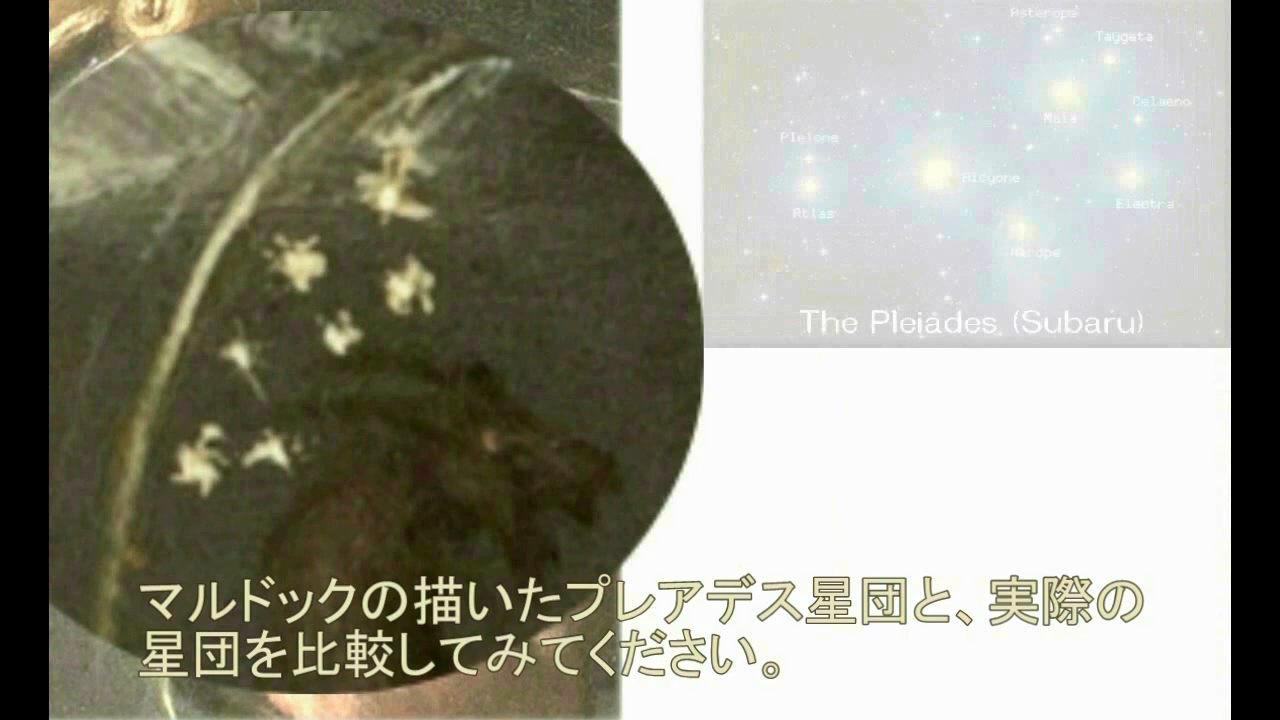 Asterope
Taygeta
Celaeno
Maia
Pleione
Alcyone
Electra
Atlas
Merope
The Pleiades (Subaru)
マルドックの描いたプレアデス星団と、実際の
星団を比較してみてください。